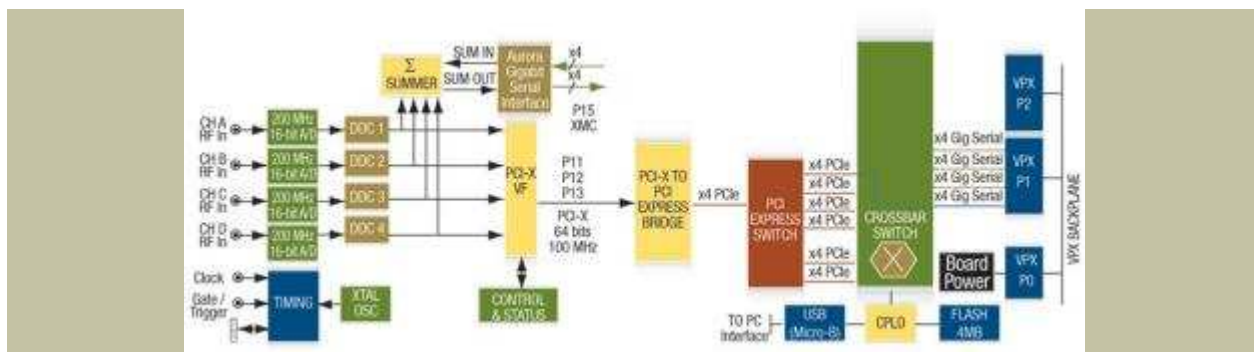 SUM IN
Σ
SUMMER
SUM OUT
Aurora
Gigabit
Serial
Interface
x4
x4
P15
XMC
CH A
RF In
200 MHz
16-bit A/D
DDC 1
CH B
RF In
200 MHz
16-bit A/D
DDC 2
CH C
RF In
200 MHz
16-bit A/D
DDC 3
CH D
RF In
200 MHz
16-bit A/D
DDC 4
PCI-X
P11
P12
P13
PCI-X
64 bits
100 MHz
PCI-X TO
PCI
EXPRESS
BRIDGE
x4 PCIe
PCI
EXPRESS
SWITCH
x4 PCIe
x4 PCIe
x4 PCIe
x4 PCIe
x4 PCIe
x4 PCIe
CROSSBAR
SWITCH
x4 Gig Serial
x4 Gig Serial
x4 Gig Serial
x4 Gig Serial
VPX
P2
VPX
P1
VPX
P0
VPX BACKPLANE
Board
Power
Clock
Gate /
Trigger
TIMING
XTAL
OSC
CONTROL
& STATUS
TO PC
Interface
USB
(Micro-B)
CPLD
FLASH
4MB